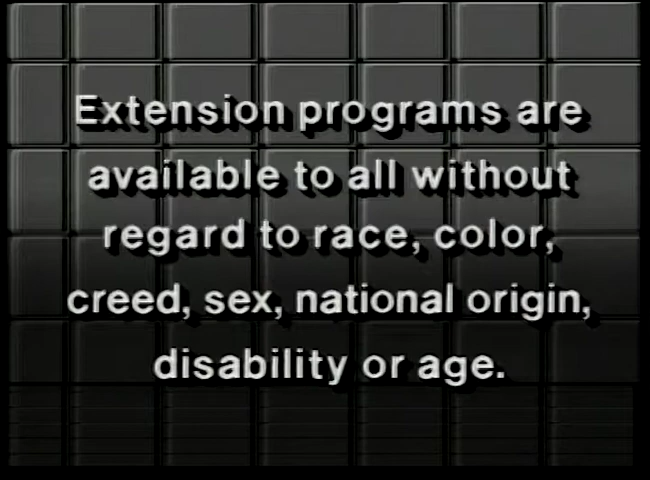 Extension programs are
available to all without
regard to race, color,
creed, sex, national origin,
disability or age.